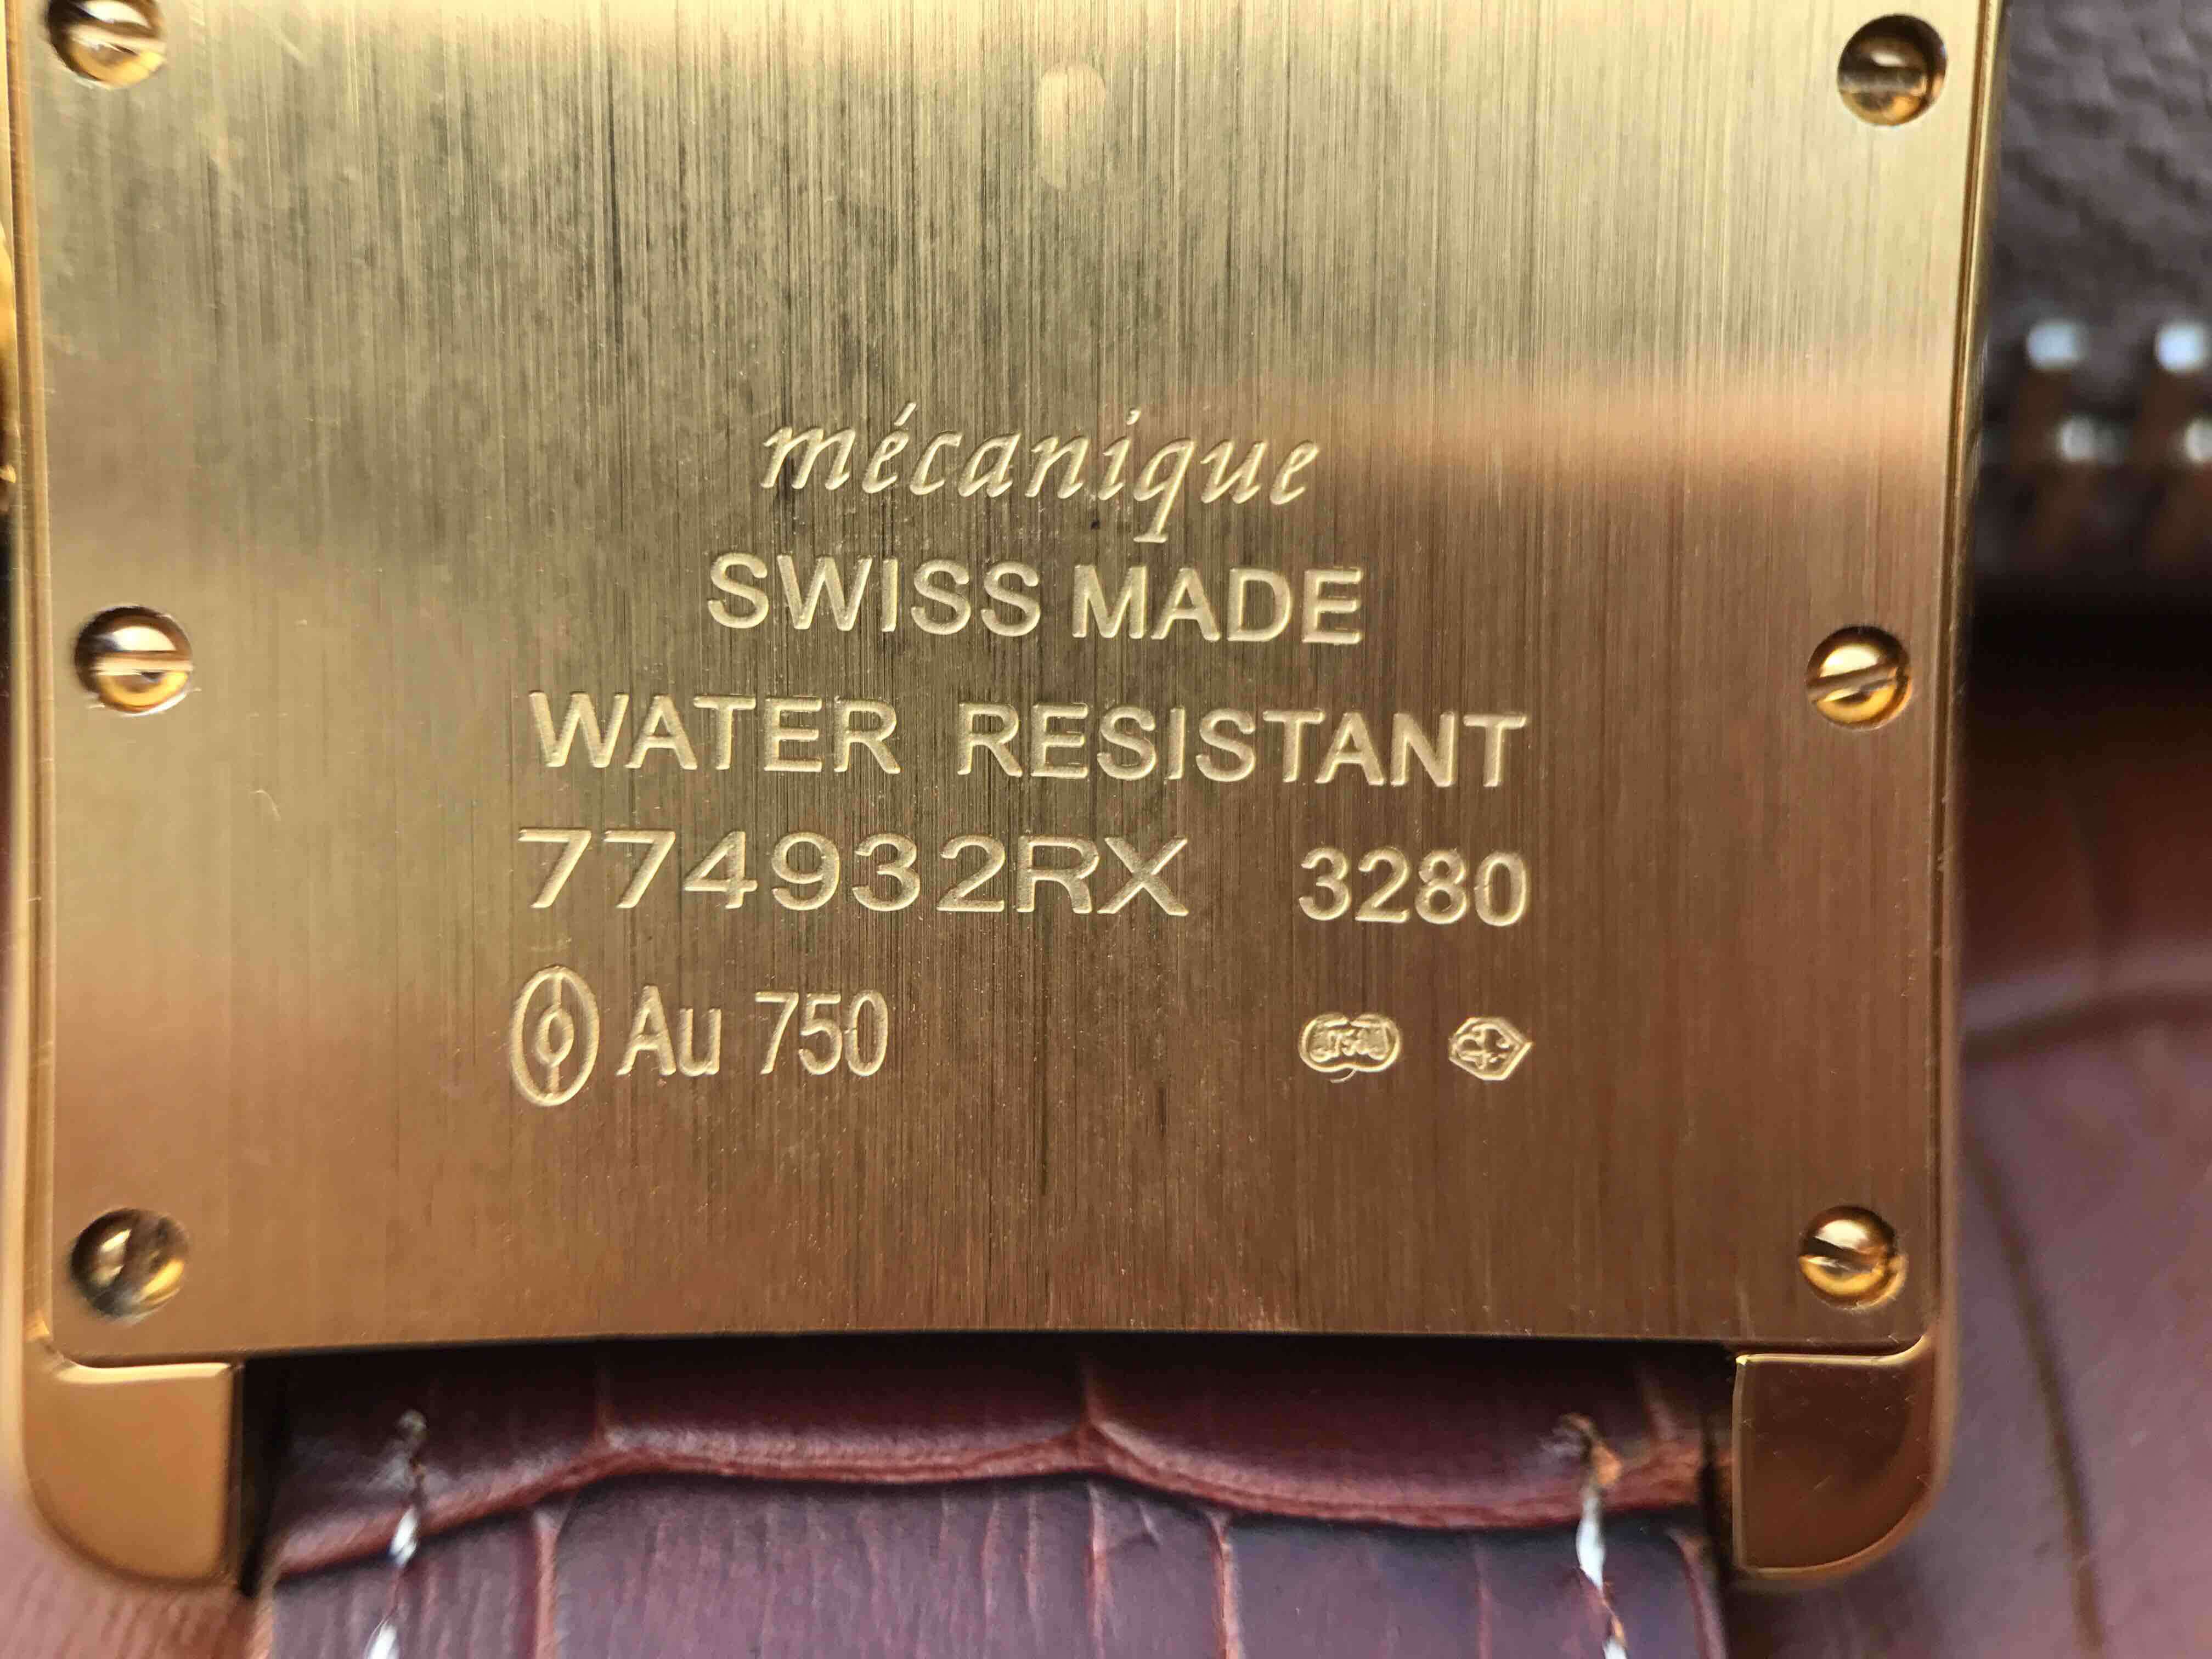 mécanique
SWISS MADE
WATER RESISTANT
774932RX 3280
Au 750